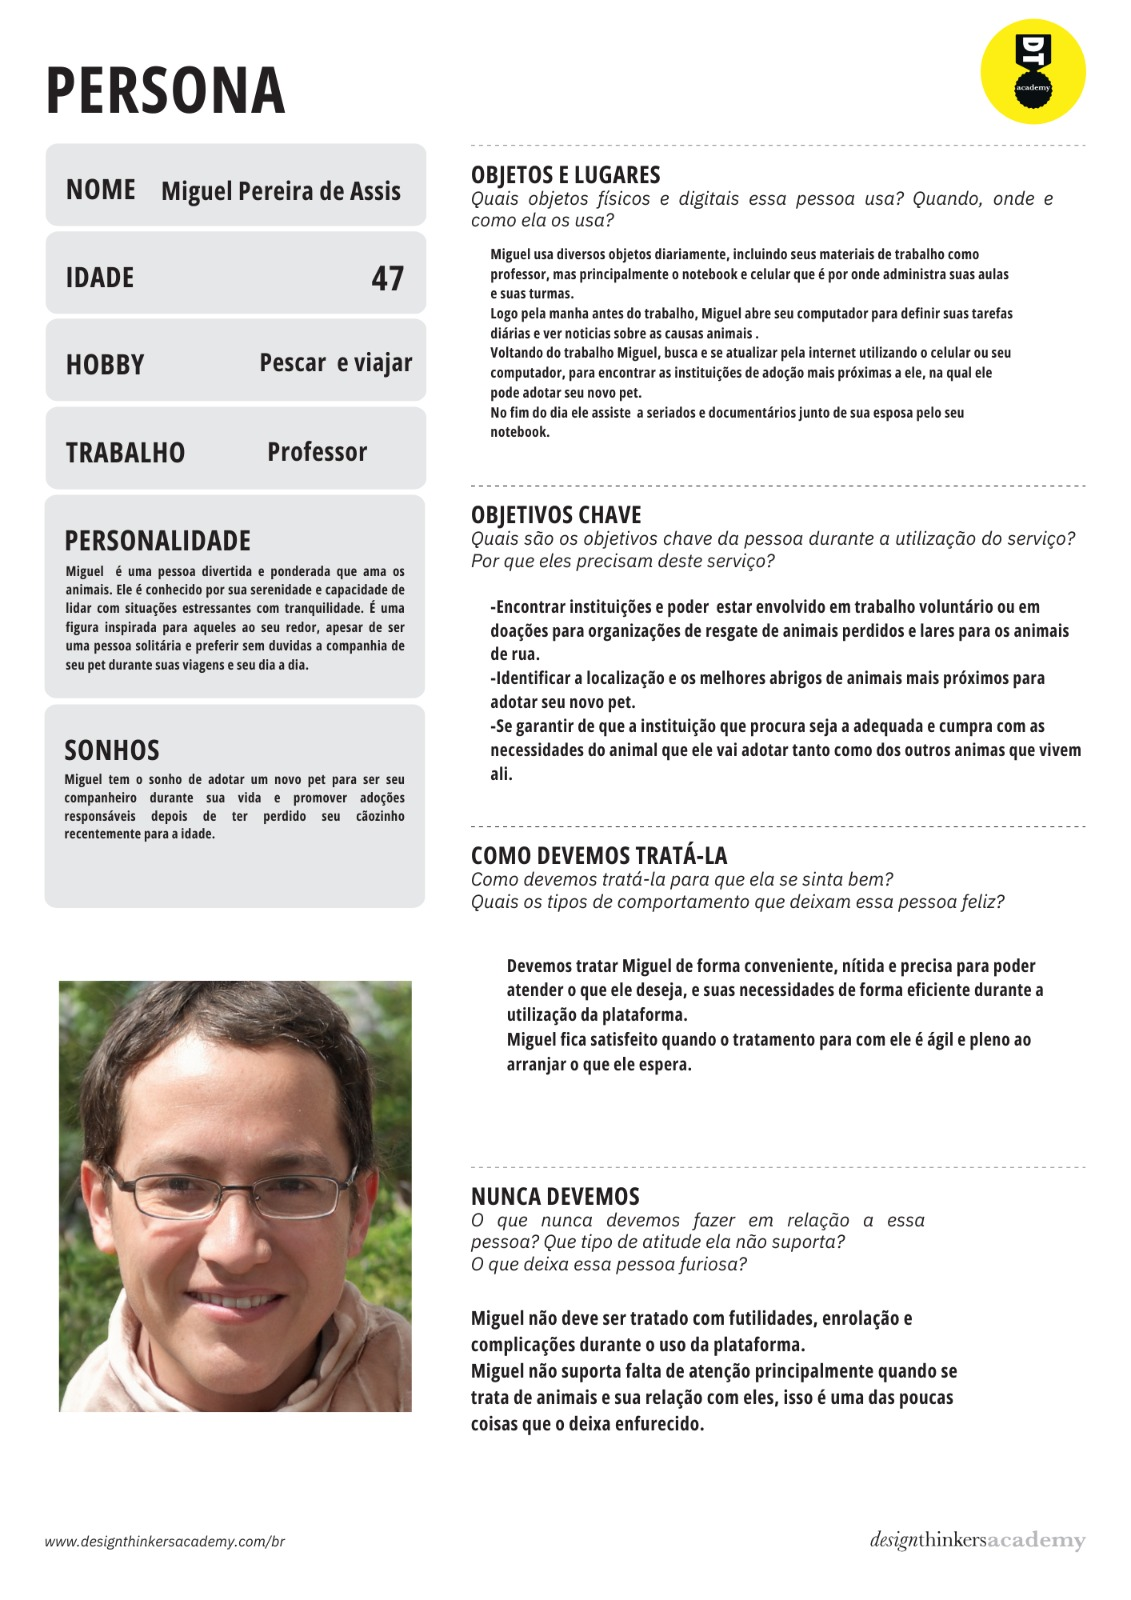 PERSONA
DT
academy
NOME Miguel Pereira de Assis
IDADE 47
HOBBY Pescar e viajar
TRABALHO Professor
PERSONALIDADE
Miguel é uma pessoa divertida e ponderada que ama os
animais. Ele é conhecido por sua serenidade e capacidade de
lidar com situações estressantes com tranquilidade. É uma
figura inspirada para aqueles ao seu redor, apesar de ser
uma pessoa solitária e preferir sem duvidas a companhia de
seu pet durante suas viagens e seu dia a dia.
SONHOS
Miguel tem o sonho de adotar um novo pet para ser seu
companheiro durante sua vida e promover adoções
responsáveis depois de ter perdido seu cãozinho
recentemente para a idade.
OBJETOS E LUGARES
Quais objetos físicos e digitais essa pessoa usa? Quando, onde e
como ela os usa?
Miguel usa diversos objetos diariamente, incluindo seus materiais de trabalho como
professor, mas principalmente o notebook e celular que é por onde administra suas aulas
e suas turmas.
Logo pela manha antes do trabalho, Miguel abre seu computador para definir suas tarefas
diárias e ver noticias sobre as causas animais .
Voltando do trabalho Miguel, busca e se atualizar pela internet utilizando o celular ou seu
computador, para encontrar as instituições de adoção mais próximas a ele, na qual ele
pode adotar seu novo pet.
No fim do dia ele assiste a seriados e documentários junto de sua esposa pelo seu
notebook.
OBJETIVOS CHAVE
Quais são os objetivos chave da pessoa durante a utilização do serviço?
Por que eles precisam deste serviço?
-Encontrar instituições e poder estar envolvido em trabalho voluntário ou em
doações para organizações de resgate de animais perdidos e lares para os animais
de rua.
-Identificar a localização e os melhores abrigos de animais mais próximos para
adotar seu novo pet.
-Se garantir de que a instituição que procura seja a adequada e cumpra com as
necessidades do animal que ele vai adotar tanto como dos outros animas que vivem
ali.
COMO DEVEMOS TRATÁ-LA
Como devemos tratá-la para que ela se sinta bem?
Quais os tipos de comportamento que deixam essa pessoa feliz?
Devemos tratar Miguel de forma conveniente, nítida e precisa para poder
atender o que ele deseja, e suas necessidades de forma eficiente durante a
utilização da plataforma.
Miguel fica satisfeito quando o tratamento para com ele é ágil e pleno ao
arranjar o que ele espera.
NUNCA DEVEMOS
O que nunca devemos fazer em relação a essa
pessoa? Que tipo de atitude ela não suporta?
O que deixa essa pessoa furiosa?
Miguel não deve ser tratado com futilidades, enrolação e
complicações durante o uso da plataforma.
Miguel não suporta falta de atenção principalmente quando se
trata de animais e sua relação com eles, isso é uma das poucas
coisas que o deixa enfurecido.
www.designthinkersacademy.com/br
designthinkersacademy